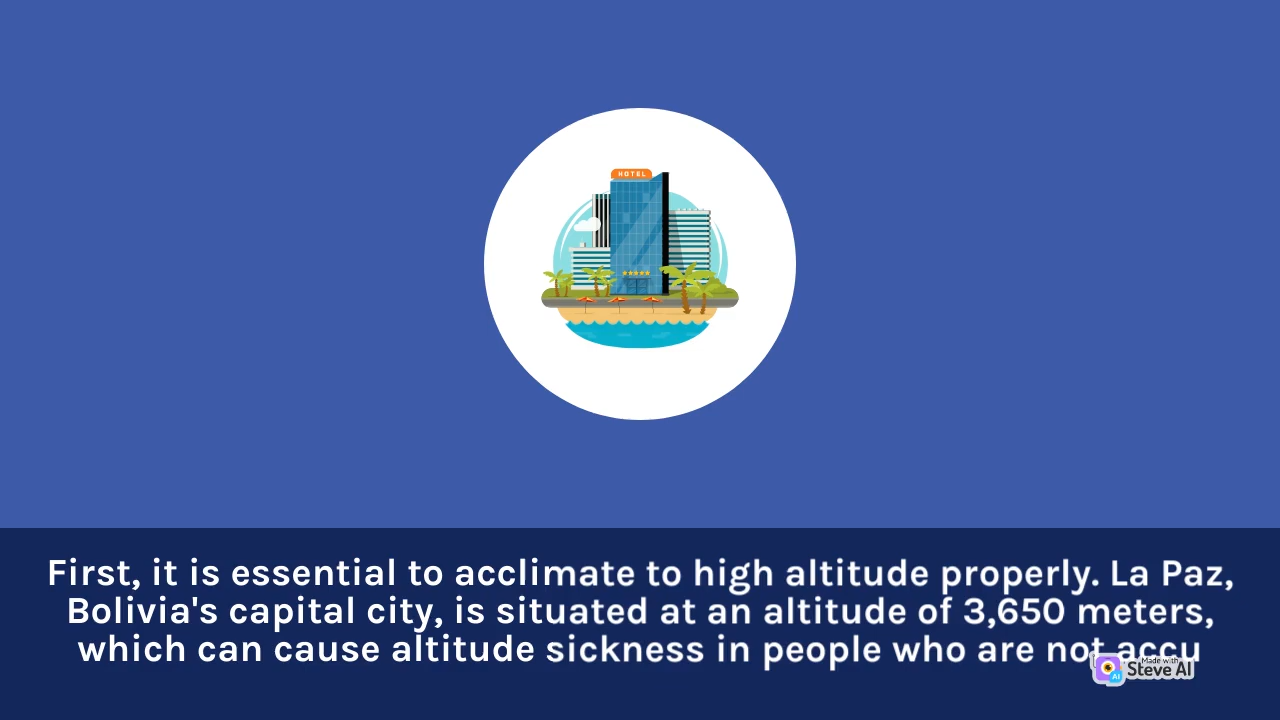 HOTEL
First, it is essential to acclimate to high altitude properly. La Paz,
Bolivia's capital city, is situated at an altitude of 3,650 meters,
which can cause altitude sickness in people who are not accu
Made with
AI Steve AI